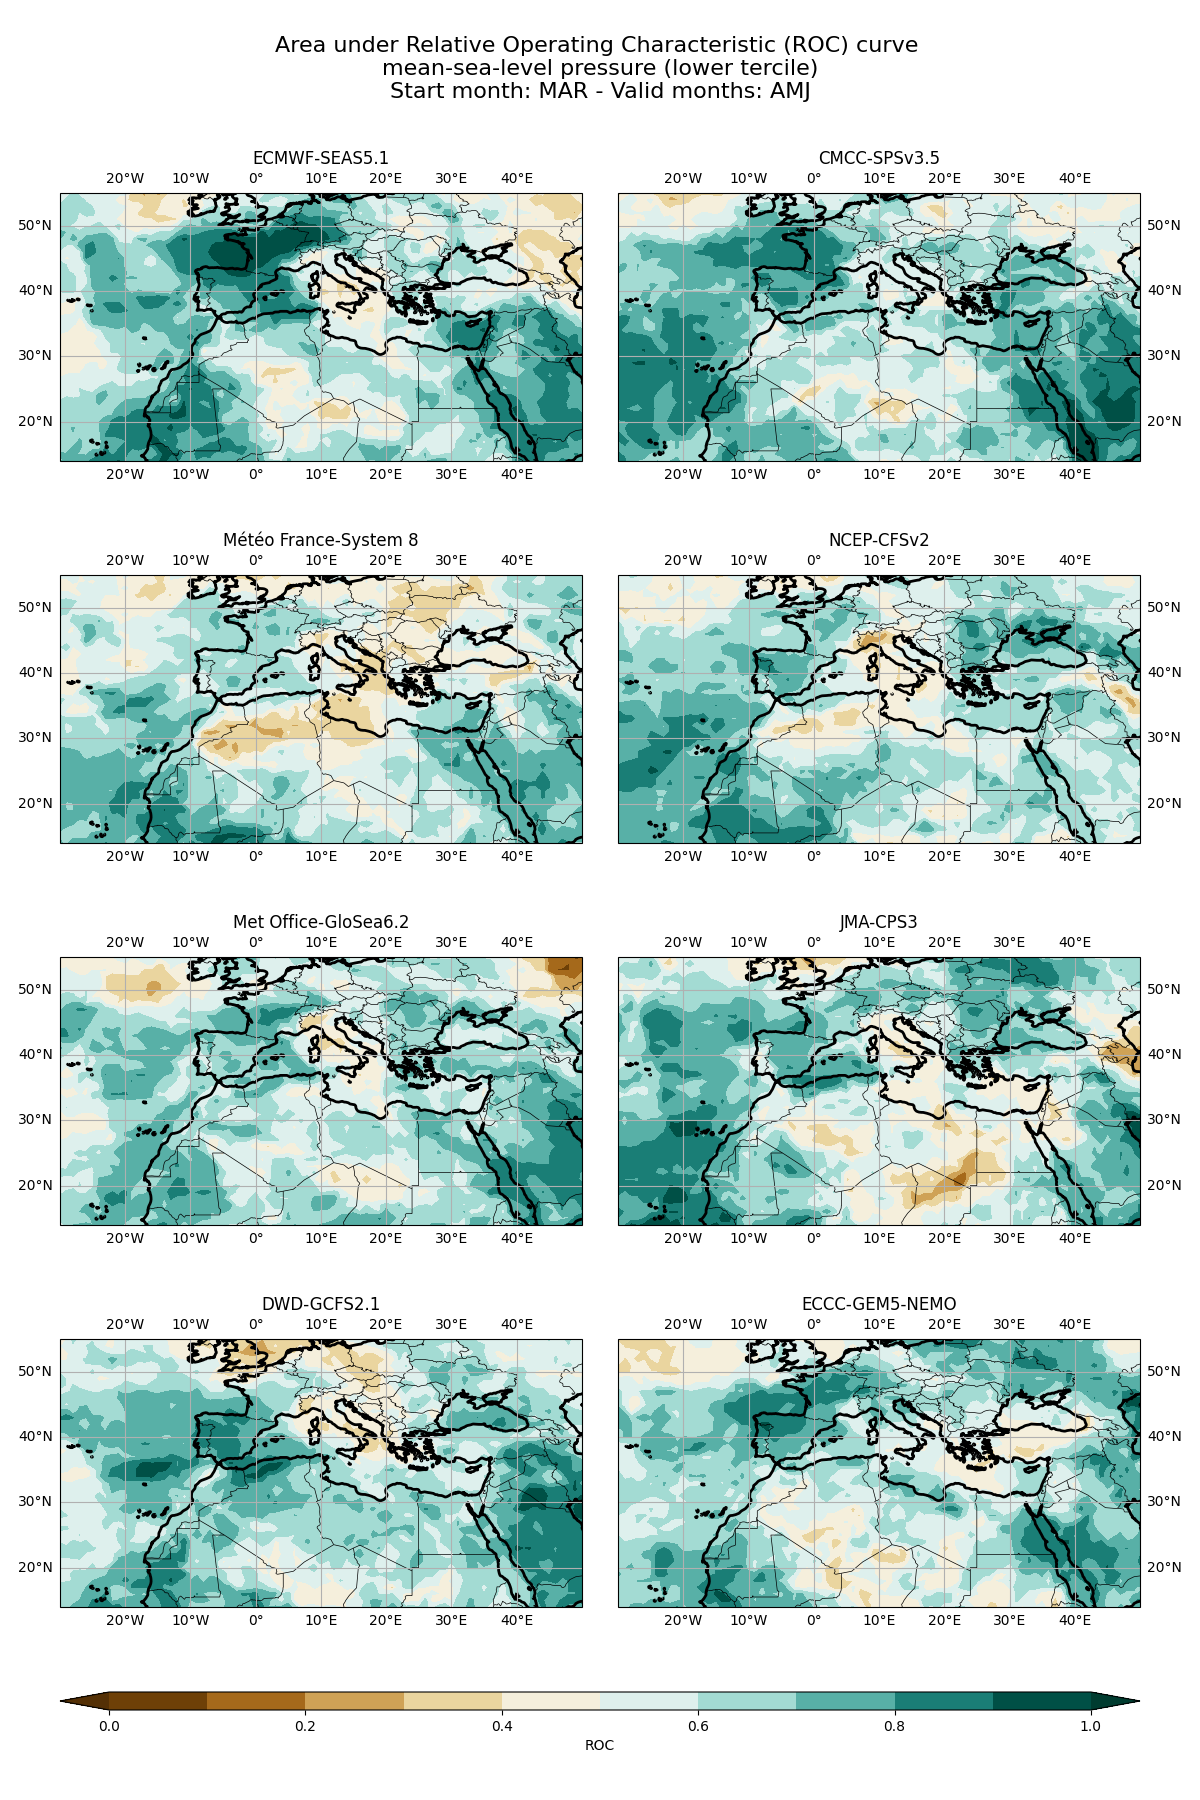 Area under Relative Operating Characteristic (ROC) curve
mean-sea-level pressure (lower tercile)
Start month: MAR - Valid months: AMJ
ECMWF-SEAS5.1
20°W 10°W 0° 10°E 20°E 30°E 40°E
50°N
40°N
30°N
20°N
20°W 10°W 0° 10°E 20°E 30°E 40°E
CMCC-SPSv3.5
20°W 10°W 0° 10°E 20°E 30°E 40°E
50°N
40°N
30°N
20°N
20°W 10°W 0° 10°E 20°E 30°E 40°E
Météo France-System 8
20°W 10°W 0° 10°E 20°E 30°E 40°E
50°N
40°N
30°N
20°N
20°W 10°W 0° 10°E 20°E 30°E 40°E
NCEP-CFSv2
20°W 10°W 0° 10°E 20°E 30°E 40°E
50°N
40°N
30°N
20°N
20°W 10°W 0° 10°E 20°E 30°E 40°E
Met Office-GloSea6.2
20°W 10°W 0° 10°E 20°E 30°E 40°E
50°N
40°N
30°N
20°N
20°W 10°W 0° 10°E 20°E 30°E 40°E
JMA-CPS3
20°W 10°W 0° 10°E 20°E 30°E 40°E
50°N
40°N
30°N
20°N
20°W 10°W 0° 10°E 20°E 30°E 40°E
DWD-GCFS2.1
20°W 10°W 0° 10°E 20°E 30°E 40°E
50°N
40°N
30°N
20°N
20°W 10°W 0° 10°E 20°E 30°E 40°E
ECCC-GEM5-NEMO
20°W 10°W 0° 10°E 20°E 30°E 40°E
50°N
40°N
30°N
20°N
20°W 10°W 0° 10°E 20°E 30°E 40°E
0.0 0.2 0.4 0.6 0.8 1.0
ROC